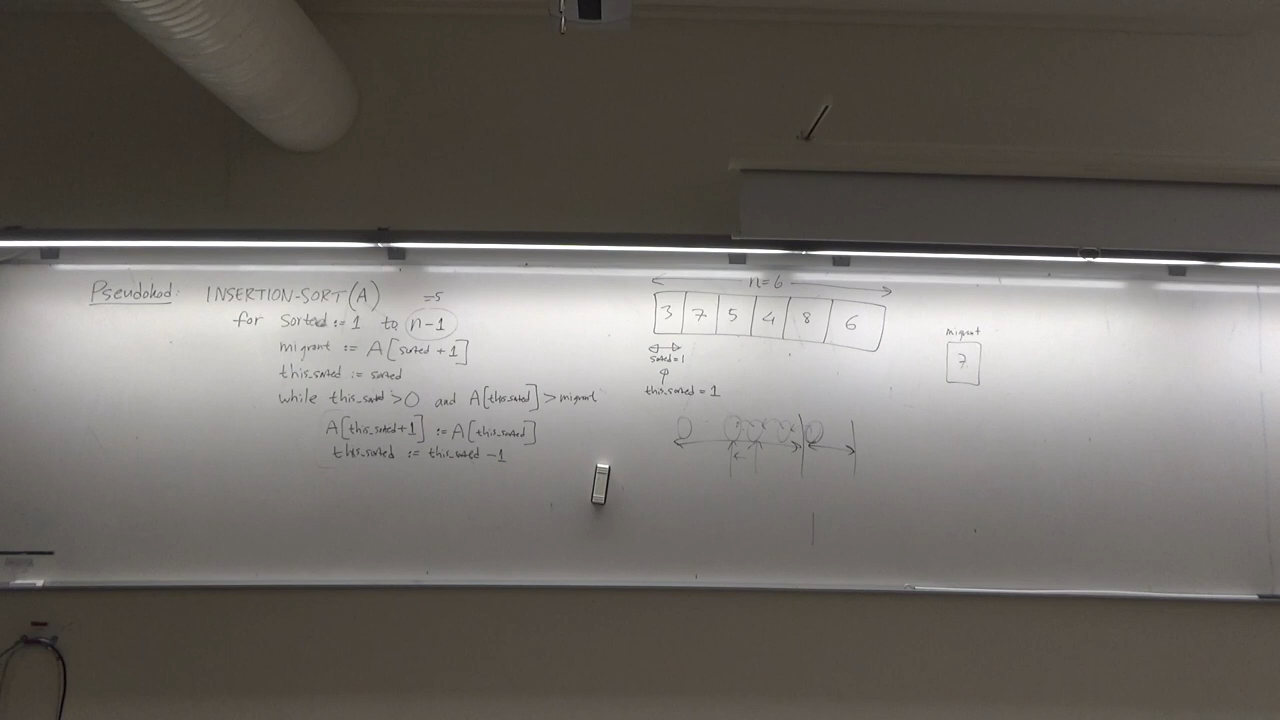 Pseudokod: INSERTION-SORT(A)
=5
for sorted := 1 to n-1
migrant := A[sorted + 1]
this_sorted := sorted
while this_sorted > 0 and A[this_sorted] > migrant
A[this_sorted+1] := A[this_sorted]
this_sorted := this_sorted - 1
n=6
3 7 5 4 8 6
sorted=1
this_sorted = 1
migrant
7